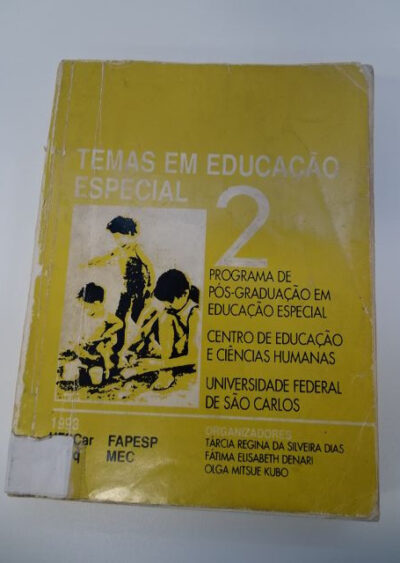 TEMAS EM EDUCAÇÃO
ESPECIAL
2
PROGRAMA DE
PÓS-GRADUAÇÃO EM
EDUCAÇÃO ESPECIAL
CENTRO DE EDUCAÇÃO
E CIÊNCIAS HUMANAS
UNIVERSIDADE FEDERAL
DE SÃO CARLOS
1993
FAPESP
MEC
ORGANIZADORES
TÁRCIA REGINA DA SILVEIRA DIAS
FÁTIMA ELISABETH DENARI
OLGA MITSUE KUBO